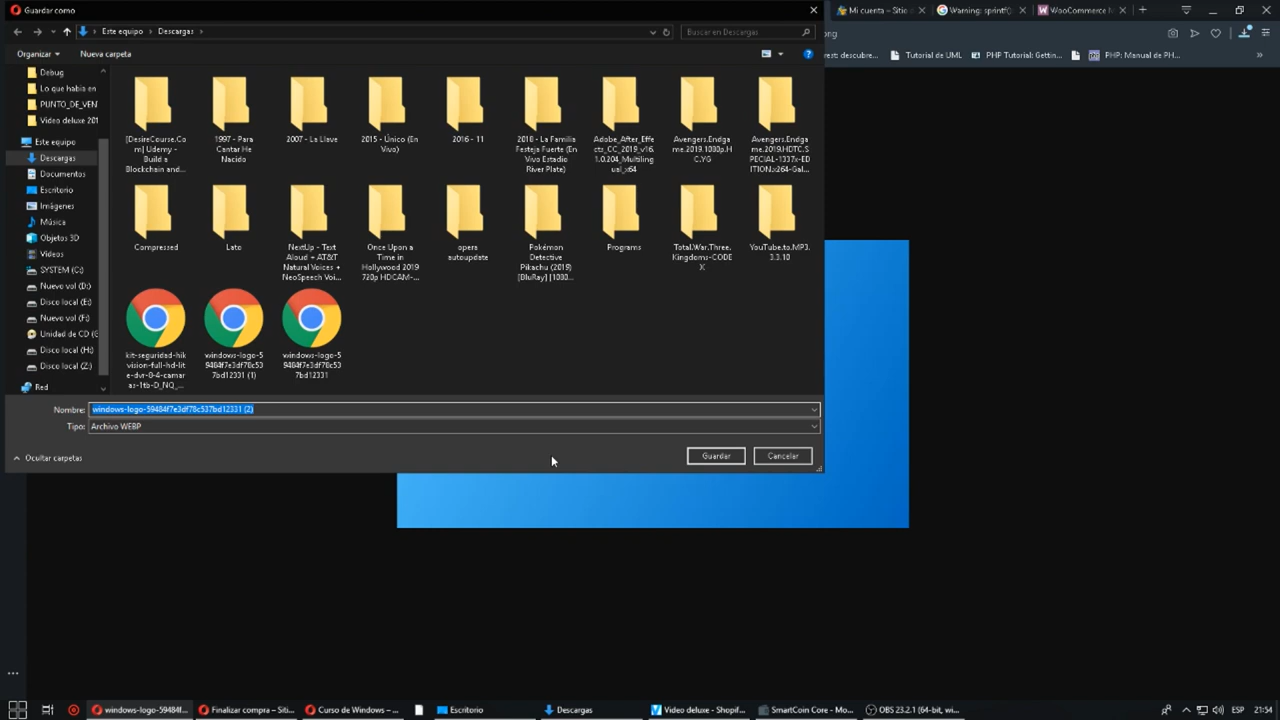 Guardar como
Mi cuenta – Sitio
Warning: sprintf()
WooCommerce
Este equipo > Descargas >
Buscar en Descargas
.png
Organizar
Nueva carpeta
rest: descubre...
Tutorial de UML
PHP Tutorial: Gettin...
PHP: Manual de PH...
Debug
Lo que habia en
PUNTO_DE_VEN
Video deluxe 201
Este equipo
Descargas
Documentos
Escritorio
Imágenes
Música
Objetos 3D
Vídeos
SYSTEM (C:)
Nuevo vol (D:)
Disco local (E:)
Nuevo vol (F:)
Unidad de CD (G
Disco local (H:)
Disco local (Z:)
Red
[DesireCourse.Com] Udemy - Build a Blockchain and...
1997 - Para Cantar He Nacido
2007 - La Llave
2015 - Único (En Vivo)
2016 - 11
2018 - La Familia Festeja Fuerte (En Vivo Estadio River Plate)
Adobe_After_Effects_CC_2019_v16.1.0.204_Multilingual_x64
Avengers.Endgame.2019.1080p.HC.YG
Avengers.Endgame.2019.HDTC.SPECIAL-1337x-EDITION.x264-Gal...
Compressed
Lato
NextUp - Text Aloud + AT&T Natural Voices + NeoSpeech Voi...
Once Upon a Time in Hollywood 2019 720p HDCAM-...
opera autoupdate
Pokémon Detective Pikachu (2019) [BluRay] [1080...
Programs
Total.War.Three.Kingdoms-CODEX
YouTube.to.MP3.3.3.10
kit-seguridad-hikvision-full-hd-lite-dvr-8-4-camaras-1tb-D_NQ_...
windows-logo-59484f7e3df78c537bd12331 (1)
windows-logo-59484f7e3df78c537bd12331
Nombre: windows-logo-59484f7e3df78c537bd12331 (2)
Tipo: Archivo WEBP
Ocultar carpetas
Guardar
Cancelar
windows-logo-59484f...
Finalizar compra – Siti...
Curso de Windows – ...
Escritorio
Descargas
Video deluxe - Shopif...
SmartCoin Core - Mo...
OBS 23.2.1 (64-bit, wi...
ESP
21:54